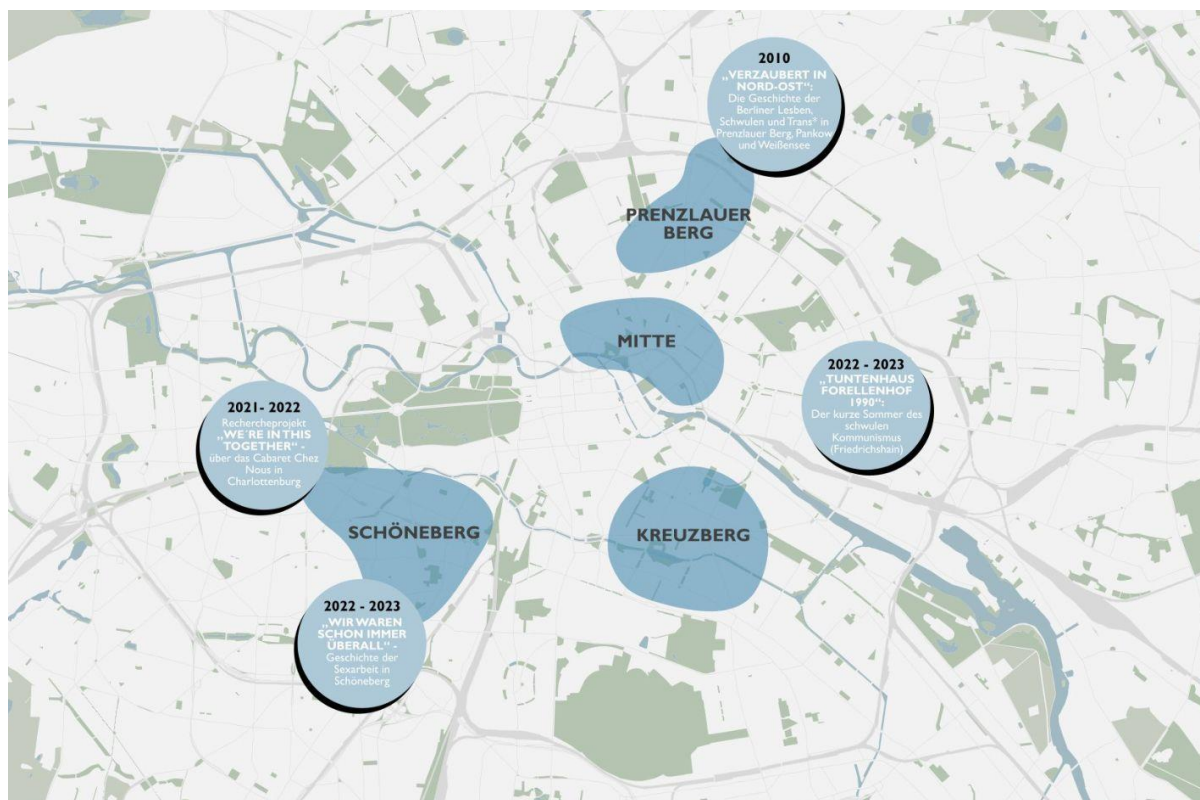 2010
„VERZAUBERT IN
NORD-OST“:
Die Geschichte der
Berliner Lesben,
Schwulen und Trans* in
Prenzlauer Berg, Pankow
und Weißensee
PRENZLAUER
BERG
MITTE
2022 - 2023
„TUNTENHAUS
FORELLENHOF
1990“:
Der kurze Sommer des
schwulen
Kommunismus
(Friedrichshain)
2021- 2022
Rechercheprojekt
„WE´RE IN THIS
TOGETHER“ -
über das Cabaret Chez
Nous in
Charlottenburg
SCHÖNEBERG
KREUZBERG
2022 - 2023
„WIR WAREN
SCHON IMMER
ÜBERALL“ -
Geschichte der
Sexarbeit in
Schöneberg